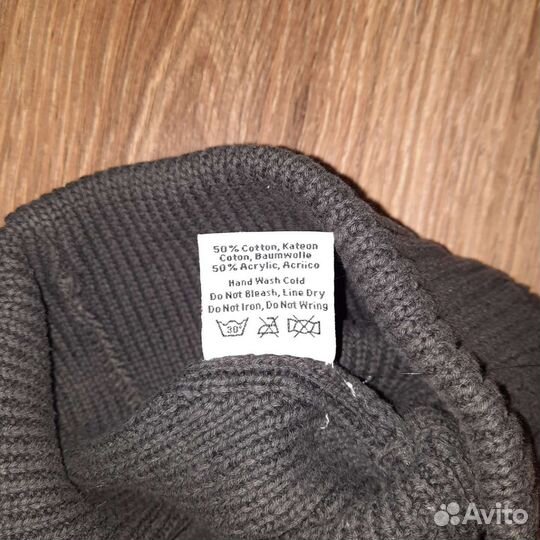 50% Cotton, Kateon
Coton, Baumwolle
50% Acrylic, Acriico
Hand Wash Cold
Do Not Bleash, Line Dry
Do Not Iron, Do Not Wring
30°
Avito